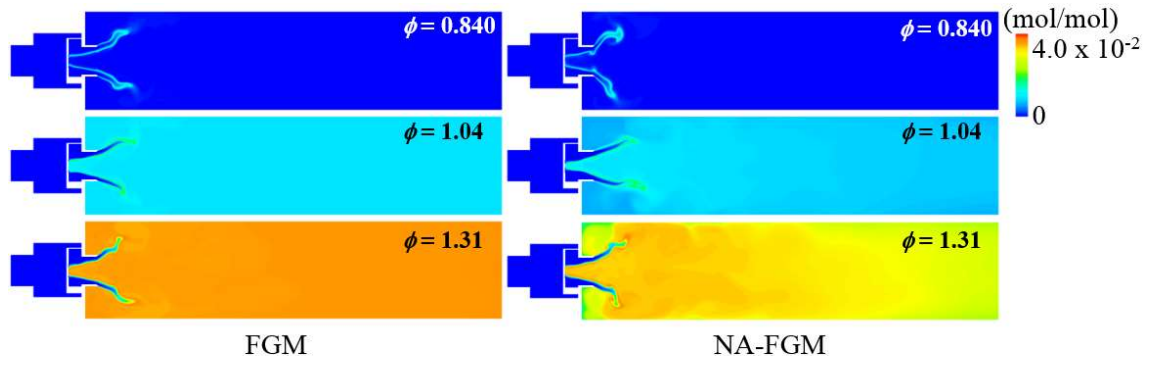 ϕ = 0.840
ϕ = 0.840
(mol/mol)
4.0 x 10⁻²
0
ϕ = 1.04
ϕ = 1.04
ϕ = 1.31
ϕ = 1.31
FGM
NA-FGM